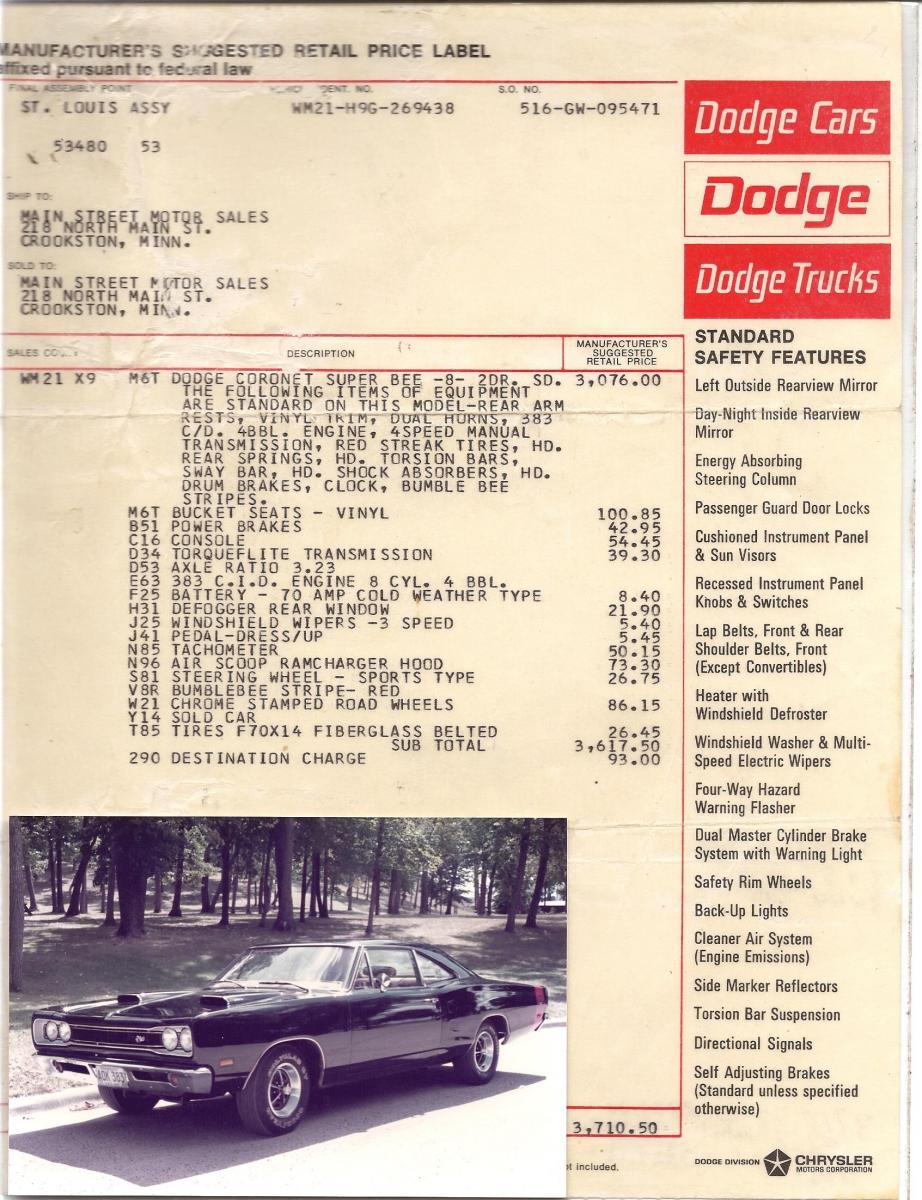 MANUFACTURER'S SUGGESTED RETAIL PRICE LABEL
affixed pursuant to federal law
FINAL ASSEMBLY POINT IDENT. NO. S.O. NO.
ST. LOUIS ASSY WM21-H9G-269438 516-GW-095471
53480 53
SHIP TO:
MAIN STREET MOTOR SALES
218 NORTH MAIN ST.
CROOKSTON, MINN.
SOLD TO:
MAIN STREET MOTOR SALES
218 NORTH MAIN ST.
CROOKSTON, MINN.
SALES DESCRIPTION MANUFACTURER'S SUGGESTED RETAIL PRICE
WM21 X9 M6T DODGE CORONET SUPER BEE -8- 2DR. SD. 3,076.00
THE FOLLOWING ITEMS OF EQUIPMENT
ARE STANDARD ON THIS MODEL-REAR ARM
RESTS, VINYL TRIM, DUAL HORNS, 383
C/D. 4BBL. ENGINE, 4SPEED MANUAL
TRANSMISSION, RED STREAK TIRES, HD.
REAR SPRINGS, HD. TORSION BARS,
SWAY BAR, HD. SHOCK ABSORBERS, HD.
DRUM BRAKES, CLOCK, BUMBLE BEE
STRIPES.
M6T BUCKET SEATS - VINYL 100.85
B51 POWER BRAKES 42.95
C16 CONSOLE 54.45
D34 TORQUEFLITE TRANSMISSION 39.30
D53 AXLE RATIO 3.23
E63 383 C.I.D. ENGINE 8 CYL. 4 BBL.
F25 BATTERY - 70 AMP COLD WEATHER TYPE 8.40
H31 DEFOGGER REAR WINDOW 21.90
J25 WINDSHIELD WIPERS -3 SPEED 5.40
J41 PEDAL-DRESS/UP 5.45
N85 TACHOMETER 50.15
N96 AIR SCOOP RAMCHARGER HOOD 73.30
S81 STEERING WHEEL - SPORTS TYPE 26.75
V8R BUMBLEBEE STRIPE- RED
W21 CHROME STAMPED ROAD WHEELS 86.15
Y14 SOLD CAR
T85 TIRES F70X14 FIBERGLASS BELTED 26.45
SUB TOTAL 3,617.50
290 DESTINATION CHARGE 93.00
3,710.50
not included.
Dodge Cars
Dodge
Dodge Trucks
STANDARD
SAFETY FEATURES
Left Outside Rearview Mirror
Day-Night Inside Rearview
Mirror
Energy Absorbing
Steering Column
Passenger Guard Door Locks
Cushioned Instrument Panel
& Sun Visors
Recessed Instrument Panel
Knobs & Switches
Lap Belts, Front & Rear
Shoulder Belts, Front
(Except Convertibles)
Heater with
Windshield Defroster
Windshield Washer & Multi-
Speed Electric Wipers
Four-Way Hazard
Warning Flasher
Dual Master Cylinder Brake
System with Warning Light
Safety Rim Wheels
Back-Up Lights
Cleaner Air System
(Engine Emissions)
Side Marker Reflectors
Torsion Bar Suspension
Directional Signals
Self Adjusting Brakes
(Standard unless specified
otherwise)
DODGE DIVISION CHRYSLER
MOTORS CORPORATION